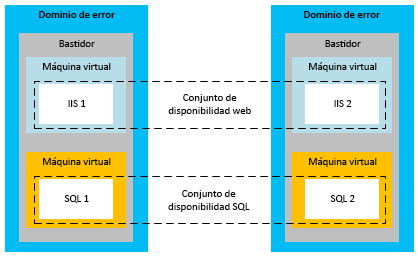 Dominio de error
Bastidor
Máquina virtual
IIS 1
Máquina virtual
SQL 1
Conjunto de
disponibilidad web
Conjunto de
disponibilidad SQL
Dominio de error
Bastidor
Máquina virtual
IIS 2
Máquina virtual
SQL 2